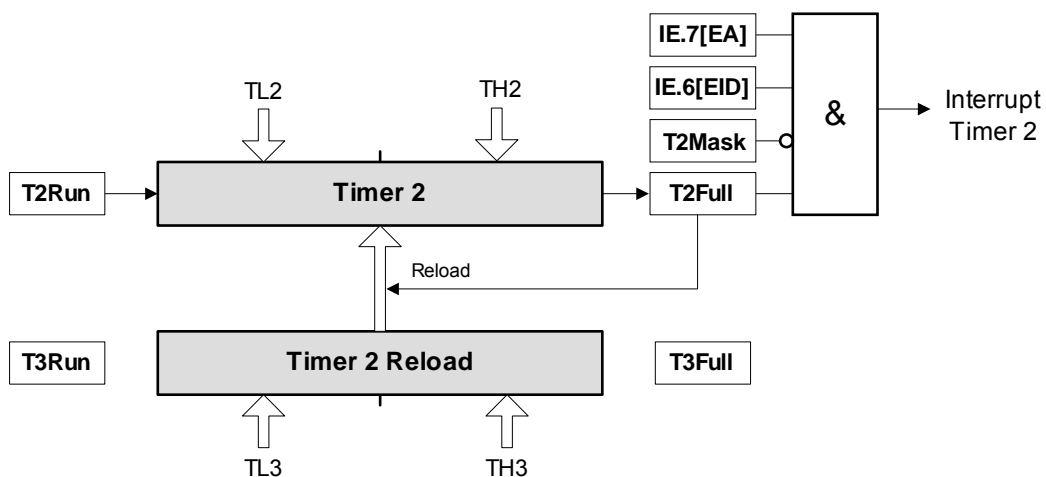 IE.7[EA]
TL2
TH2
IE.6[EID]
&
Interrupt
Timer 2
T2Mask
T2Run
Timer 2
T2Full
Reload
T3Run
Timer 2 Reload
T3Full
TL3
TH3